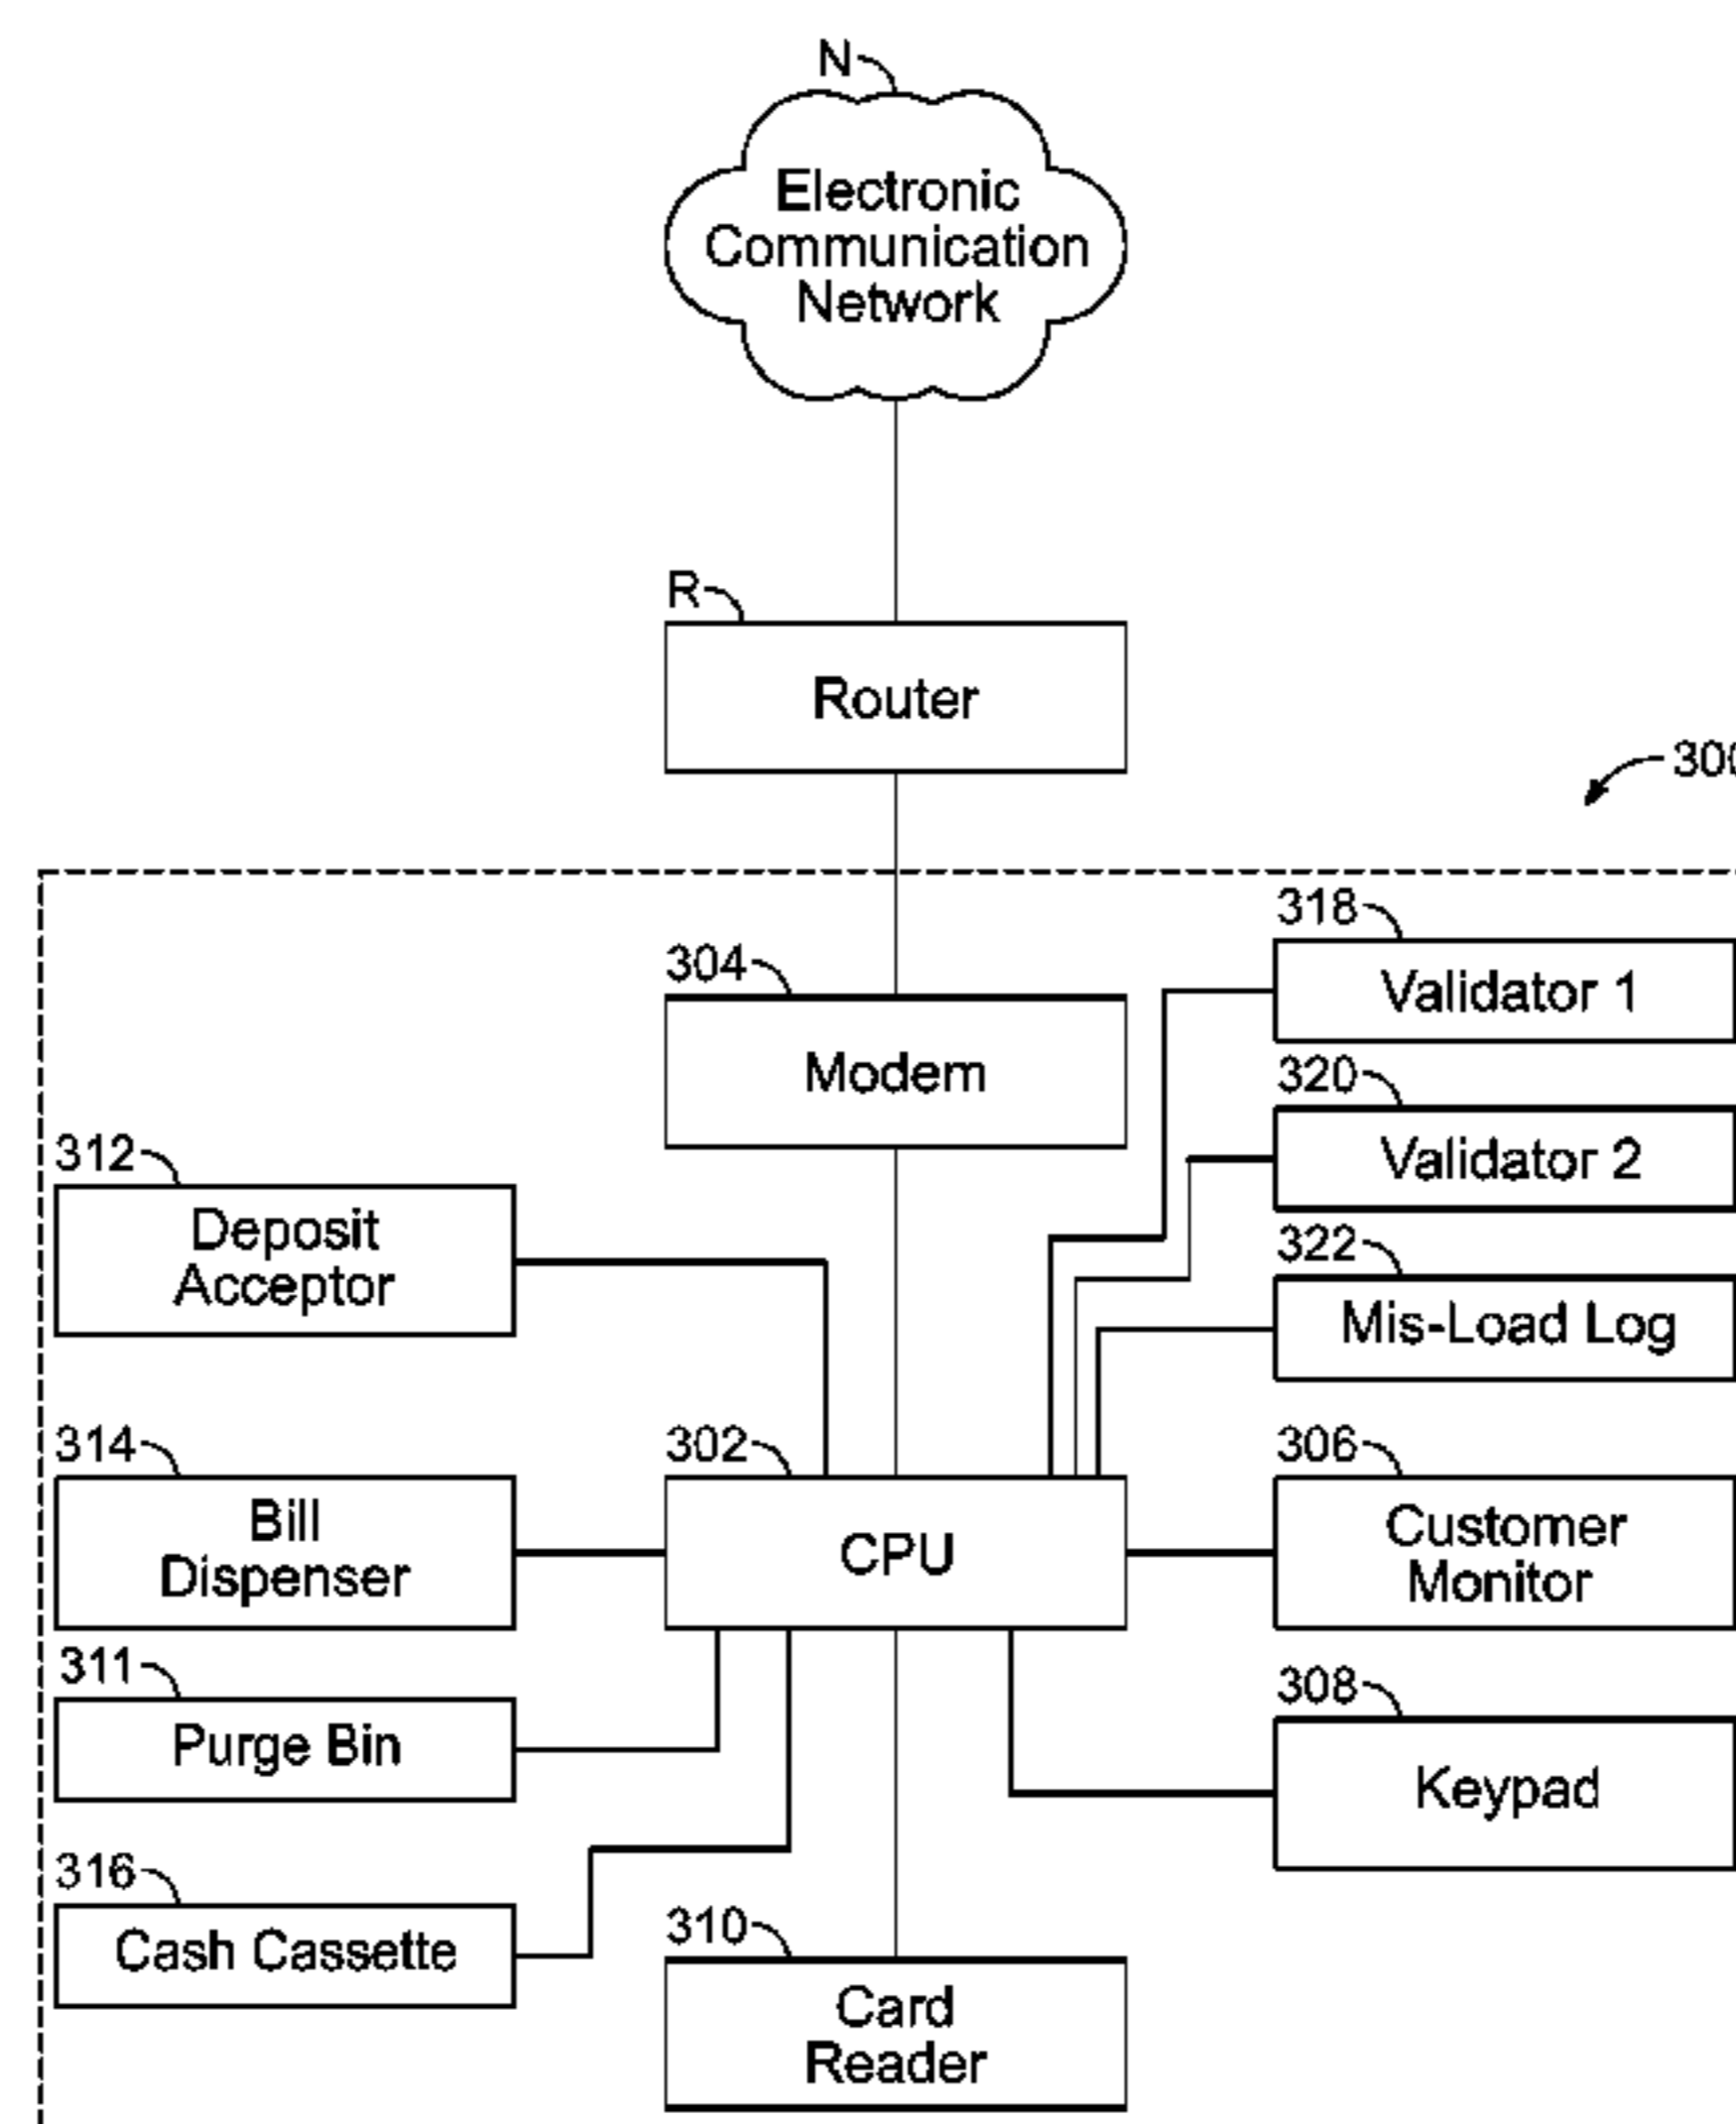 N
Electronic
Communication
Network
R
Router
300
318
Validator 1
304
Modem
320
Validator 2
312
Deposit
Acceptor
322
Mis-Load Log
314
Bill
Dispenser
302
CPU
306
Customer
Monitor
311
Purge Bin
308
Keypad
316
Cash Cassette
310
Card
Reader